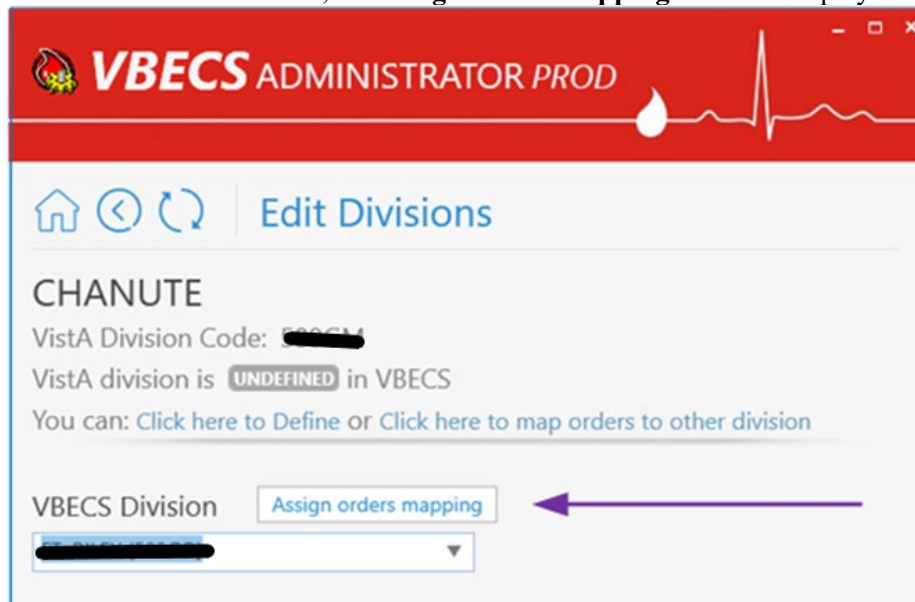 VBECS ADMINISTRATOR PROD
Edit Divisions
CHANUTE
VistA Division Code:
VistA division is UNDEFINED in VBECS
You can: Click here to Define or Click here to map orders to other division
VBECS Division Assign orders mapping